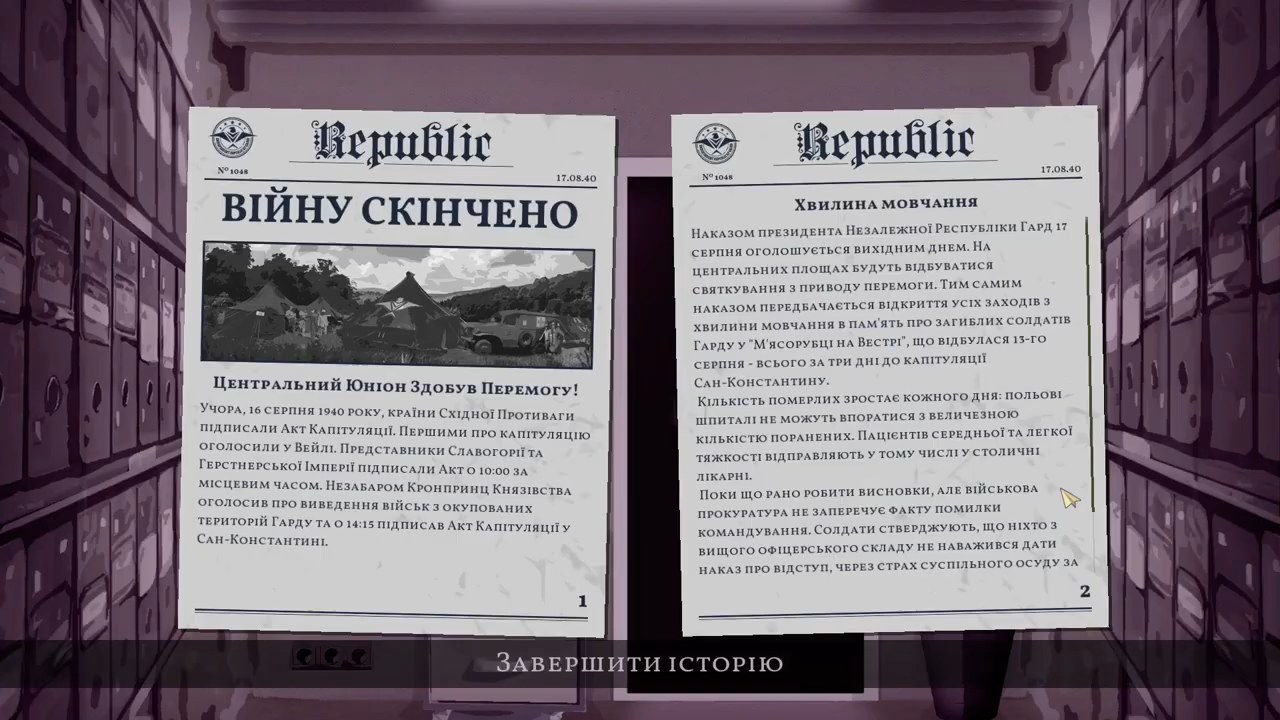 Republic
№ 1048
17.08.40
ВІЙНУ СКІНЧЕНО
Центральний Юніон Здобув Перемогу!
Учора, 16 серпня 1940 року, країни Східної Противаги
підписали Акт Капітуляції. Першими про капітуляцію
оголосили у Вейлі. Представники Славогорії та
Герстнерської Імперії підписали Акт о 10:00 за
місцевим часом. Незабаром Кронпринц Князівства
оголосив про виведення військ з окупованих
територій Гарду та о 14:15 підписав Акт Капітуляції у
Сан-Константині.
1
Republic
№ 1048
17.08.40
Хвилина мовчання
Наказом президента Незалежної Республіки Гард 17
серпня оголошується вихідним днем. На
центральних площах будуть відбуватися
святкування з приводу перемоги. Тим самим
наказом передбачається відкриття усіх заходів з
хвилини мовчання в пам'ять про загиблих солдатів
Гарду у "М'ясорубці на Вестрі", що відбулася 13-го
серпня - всього за три дні до капітуляції
Сан-Константину.
Кількість померлих зростає кожного дня: польові
шпиталі не можуть впоратися з величезною
кількістю поранених. Пацієнтів середньої та легкої
тяжкості відправляють у тому числі у столичні
лікарні.
Поки що рано робити висновки, але військова
прокуратура не заперечує факту помилки
командування. Солдати стверджують, що ніхто з
вищого офіцерського складу не наважився дати
наказ про відступ, через страх суспільного осуду за
2
Завершити історію